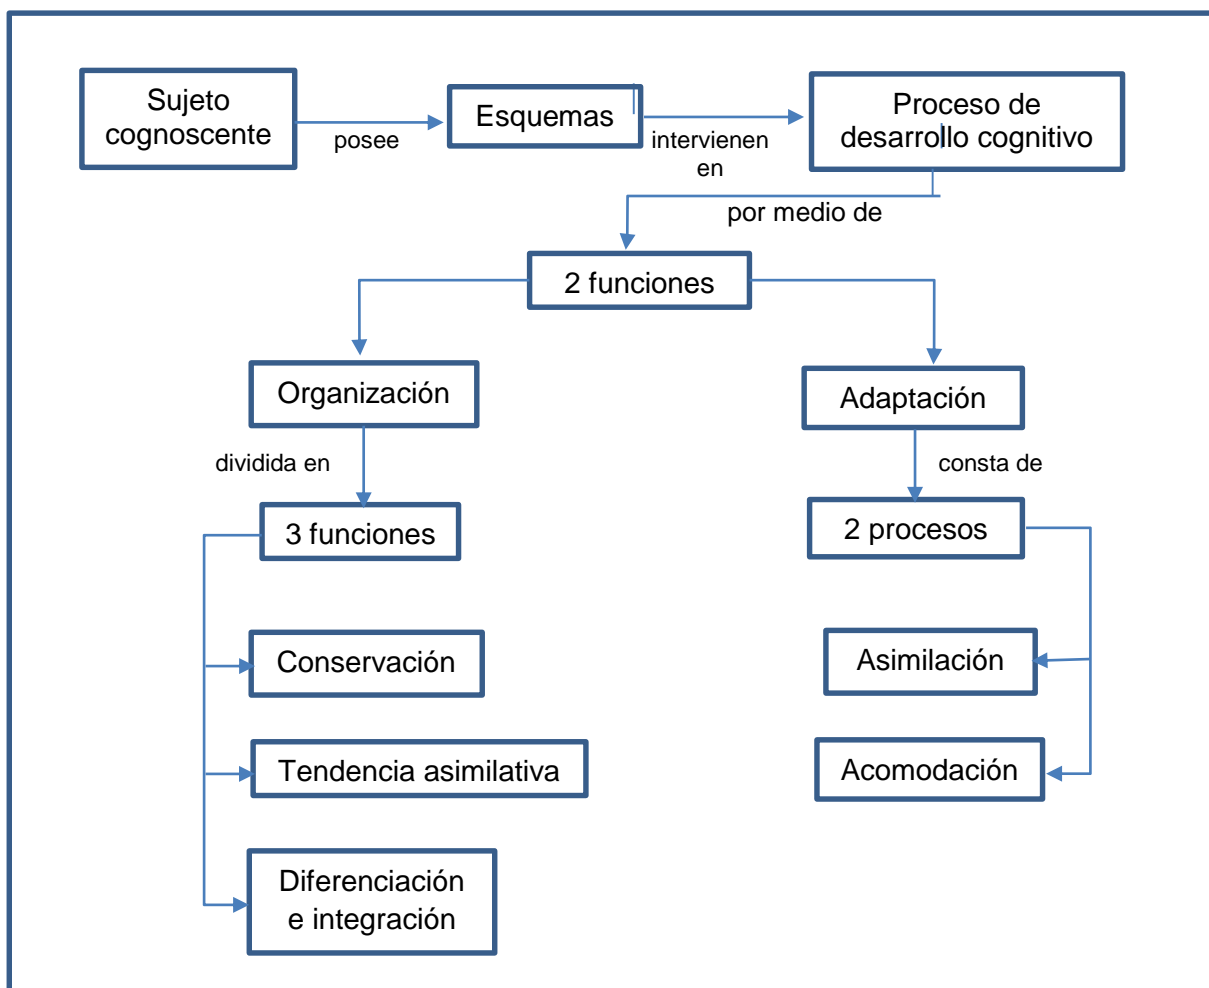 Sujeto
cognoscente
posee
Esquemas
intervienen
en
Proceso de
desarrollo cognitivo
por medio de
2 funciones
Organización
Adaptación
dividida en
consta de
3 funciones
2 procesos
Conservación
Asimilación
Tendencia asimilativa
Acomodación
Diferenciación
e integración